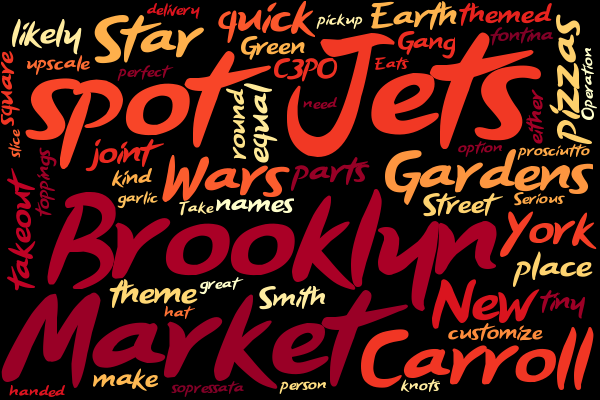 delivery
likely
Star
quick
pickup
Earth
themed
Green
Gang
fontina
upscale
perfect
C3PO
Eats
pizzas
Operation
square
spot
Jets
need
round
equal
either
slice
joint
option
prosciutto
toppings
kind
Wars
parts
Gardens
takeout
garlic
Take
names
Street
Serious
Brooklyn
York
place
theme
great
Smith
New
tiny
hat
Market
customize
Carroll
make
handed
sopressata
person
knots